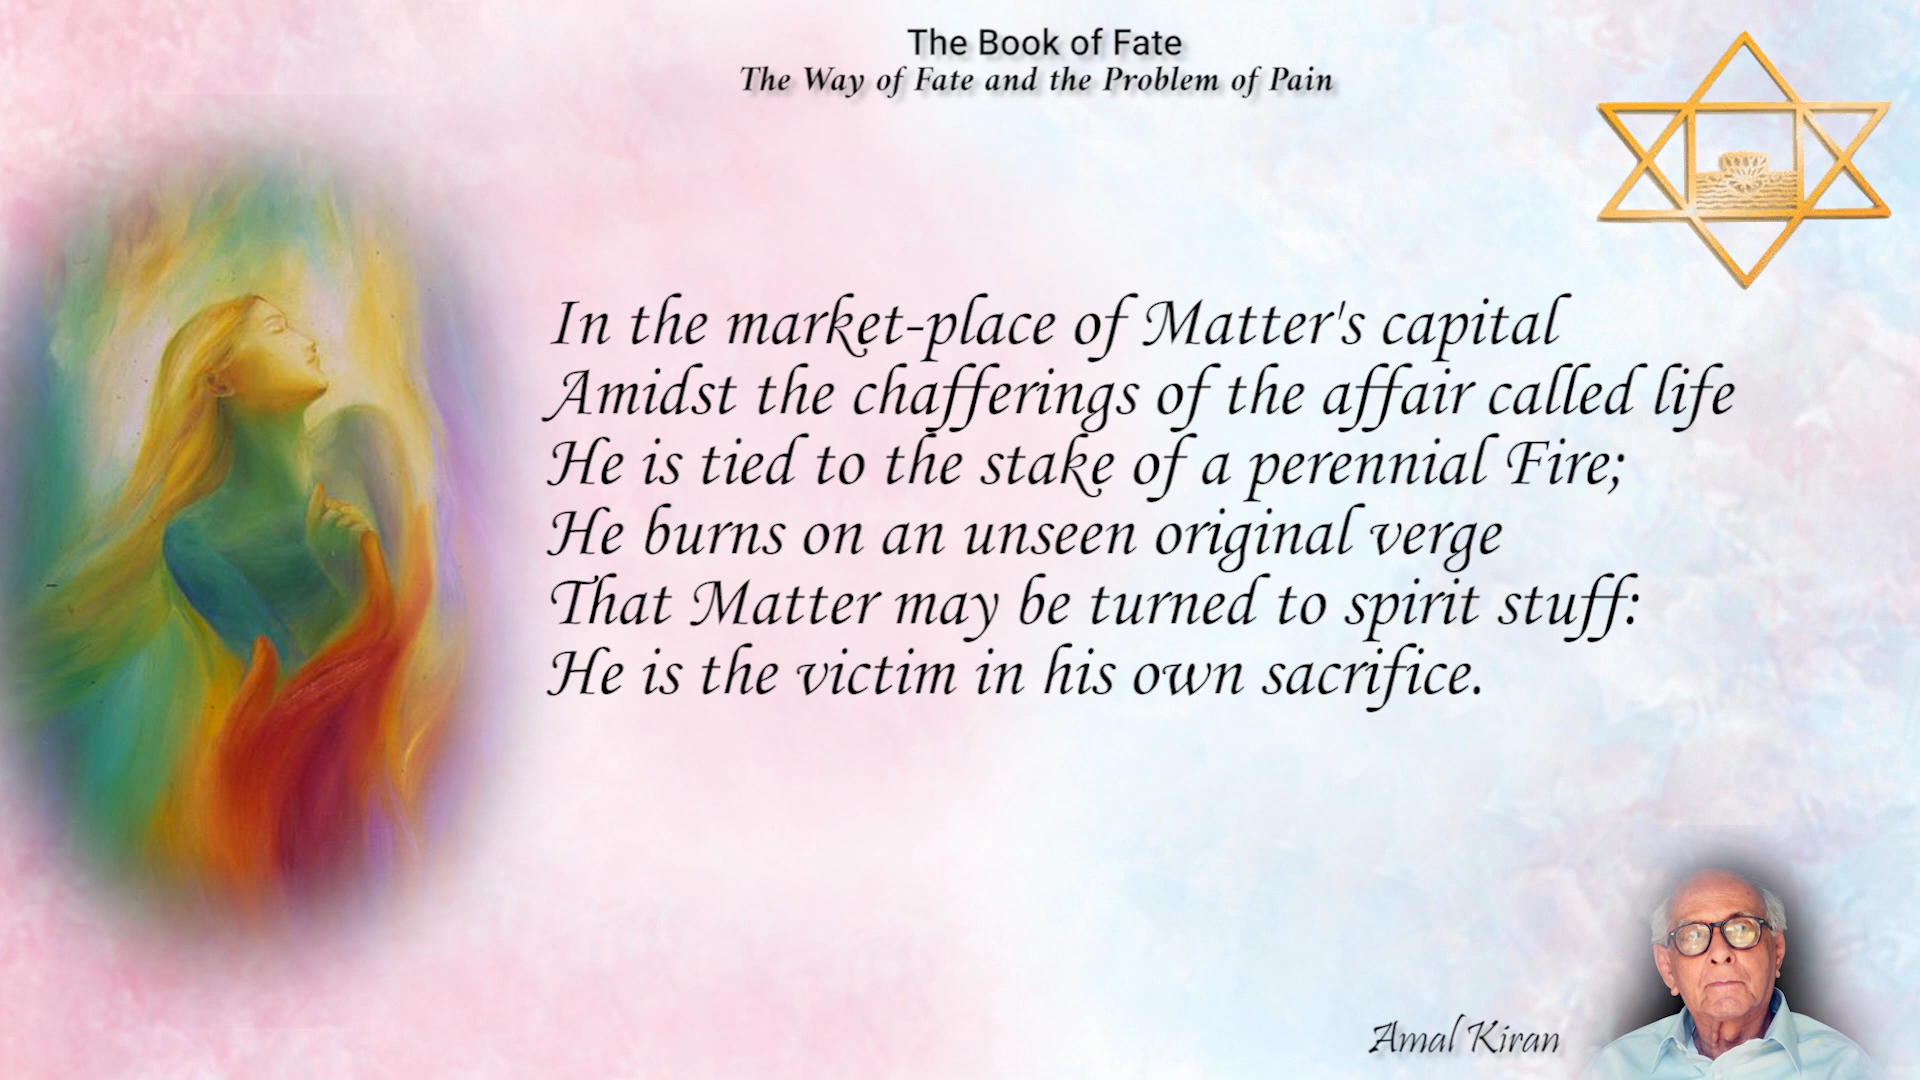 The Book of Fate
The Way of Fate and the Problem of Pain
In the market-place of Matter's capital
Amidst the chafferings of the affair called life
He is tied to the stake of a perennial Fire;
He burns on an unseen original verge
That Matter may be turned to spirit stuff:
He is the victim in his own sacrifice.
Amal Kiran